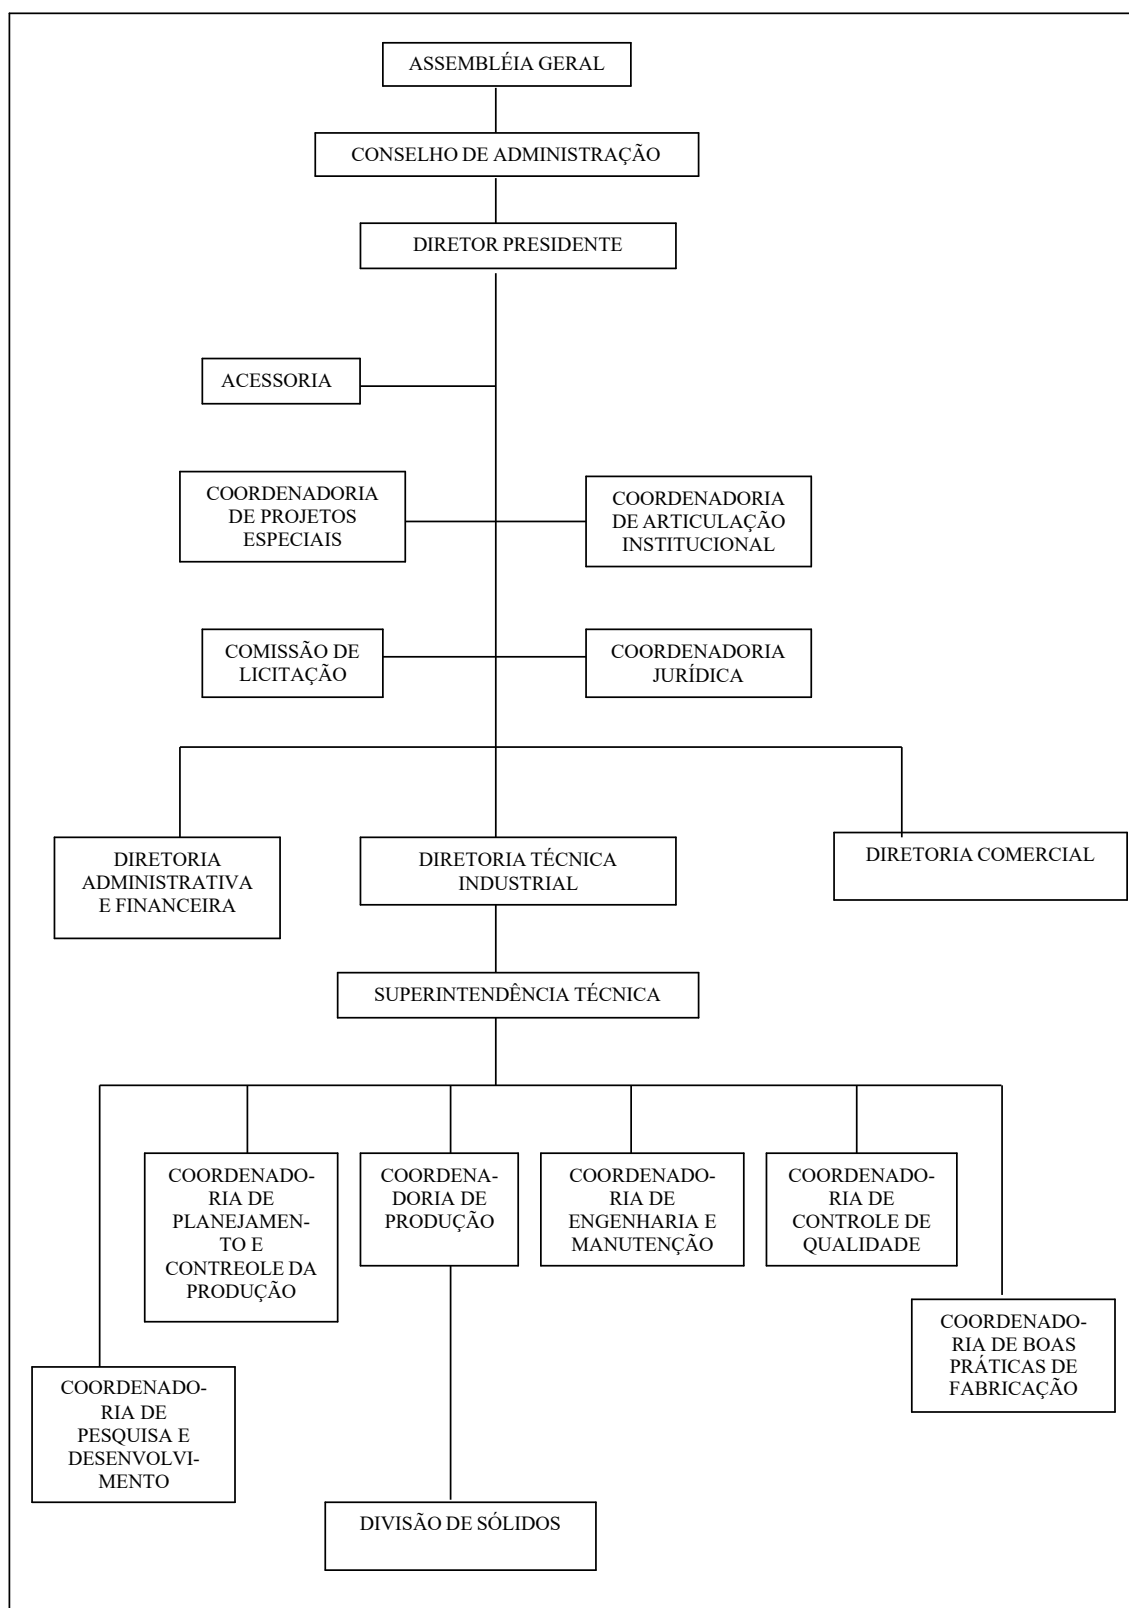 ASSEMBLÉIA GERAL
CONSELHO DE ADMINISTRAÇÃO
DIRETOR PRESIDENTE
ACESSORIA
COORDENADORIA
DE PROJETOS
ESPECIAIS
COORDENADORIA
DE ARTICULAÇÃO
INSTITUCIONAL
COMISSÃO DE
LICITAÇÃO
COORDENADORIA
JURÍDICA
DIRETORIA
ADMINISTRATIVA
E FINANCEIRA
DIRETORIA TÉCNICA
INDUSTRIAL
DIRETORIA COMERCIAL
SUPERINTENDÊNCIA TÉCNICA
COORDENADO-
RIA DE
PLANEJAMEN-
TO E
CONTREOLE DA
PRODUÇÃO
COORDENA-
DORIA DE
PRODUÇÃO
COORDENADO-
RIA DE
ENGENHARIA E
MANUTENÇÃO
COORDENADO-
RIA DE
CONTROLE DE
QUALIDADE
COORDENADO-
RIA DE BOAS
PRÁTICAS DE
FABRICAÇÃO
COORDENADO-
RIA DE
PESQUISA E
DESENVOLVI-
MENTO
DIVISÃO DE SÓLIDOS